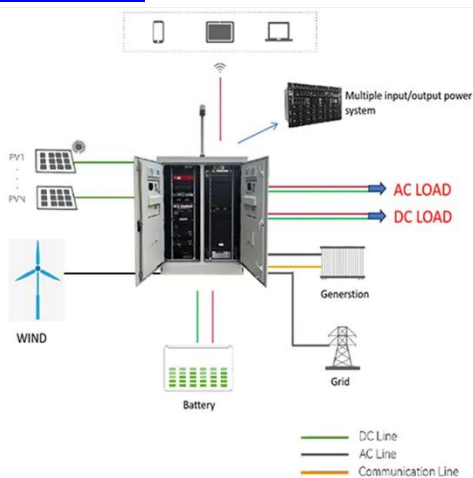 Multiple input/output power
system
PV1
PVN
AC LOAD
DC LOAD
Generstion
WIND
Grid
Battery
DC Line
AC Line
Communication Line